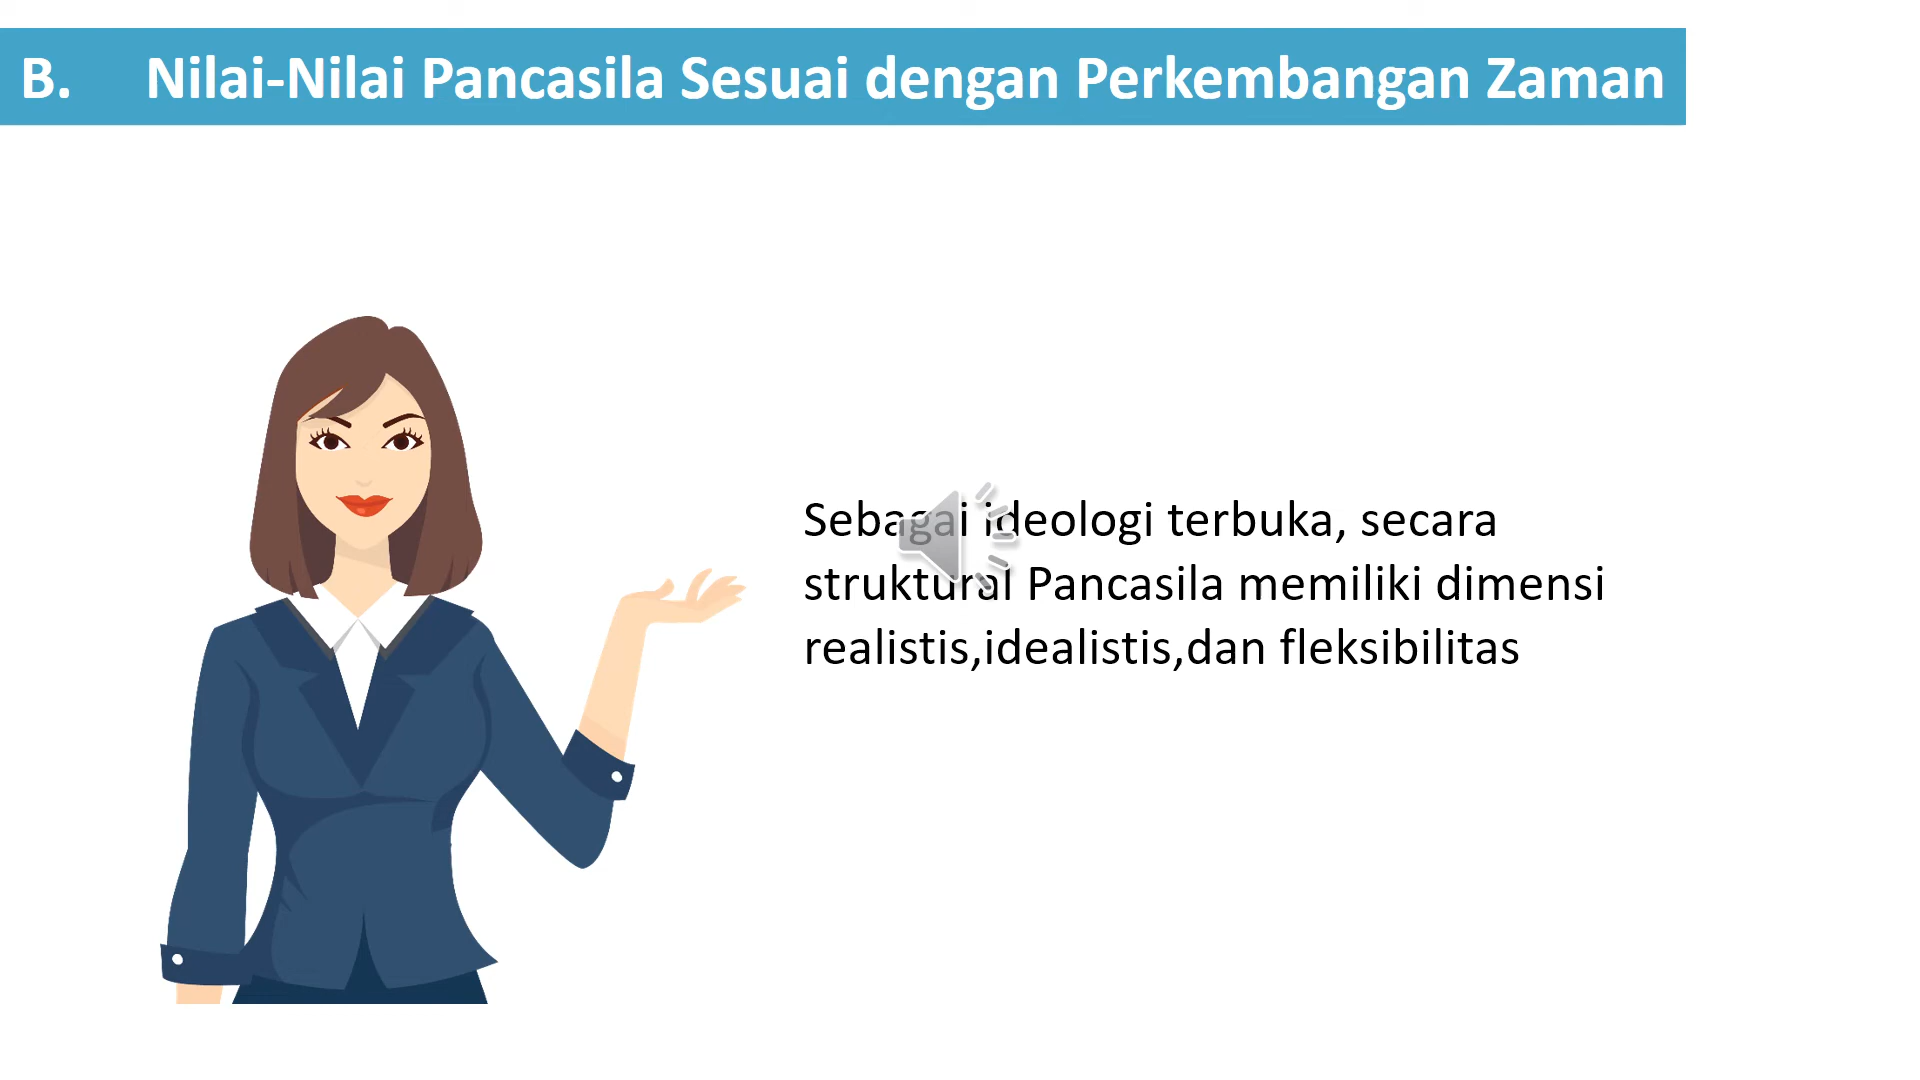 B. Nilai-Nilai Pancasila Sesuai dengan Perkembangan Zaman
Sebagai ideologi terbuka, secara
struktural Pancasila memiliki dimensi
realistis,idealistis,dan fleksibilitas